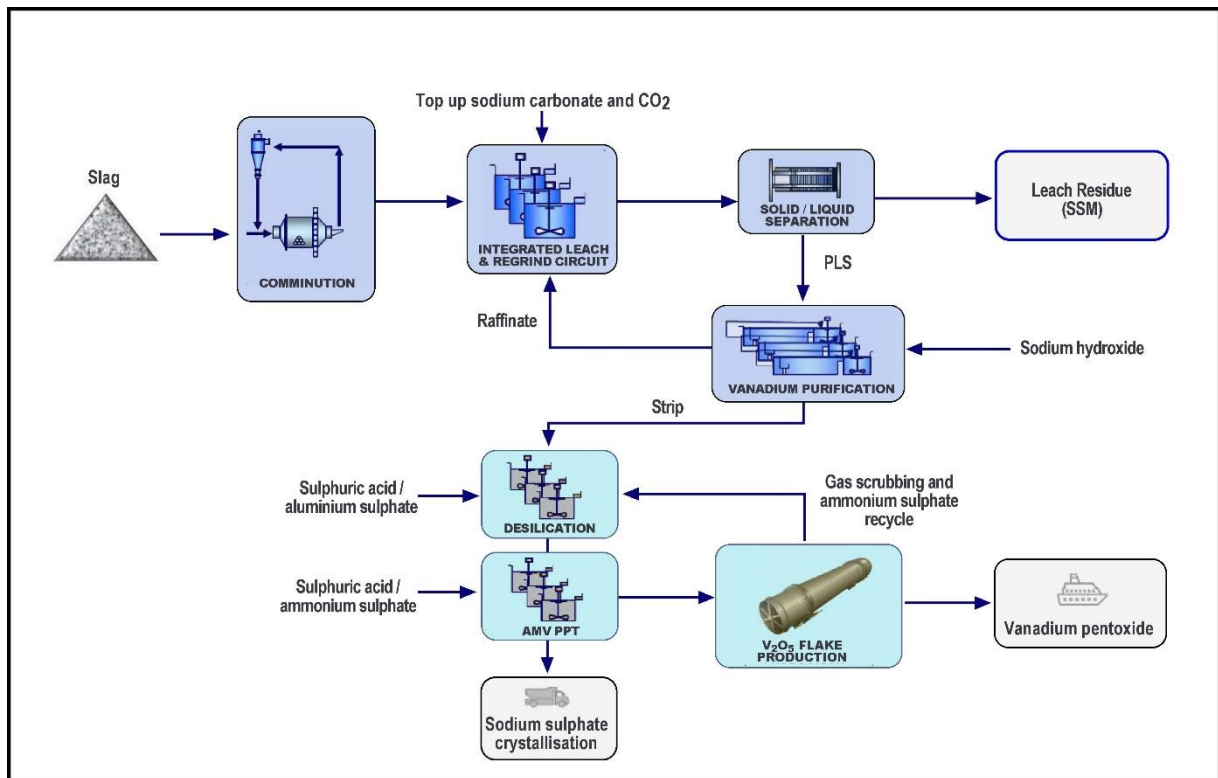 Top up sodium carbonate and CO2
Slag
COMMINUTION
INTEGRATED LEACH
& REGRIND CIRCUIT
SOLID / LIQUID
SEPARATION
Leach Residue
(SSM)
PLS
Raffinate
VANADIUM PURIFICATION
Sodium hydroxide
Strip
Sulphuric acid /
aluminium sulphate
DESILICATION
Gas scrubbing and
ammonium sulphate
recycle
Sulphuric acid /
ammonium sulphate
AMV PPT
V2O5 FLAKE
PRODUCTION
Vanadium pentoxide
Sodium sulphate
crystallisation